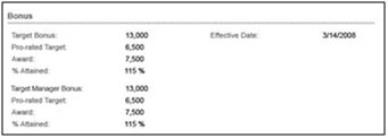 Bonus
Target Bonus: 13,000 Effective Date: 3/14/2008
Pro-rated Target: 6,500
Award: 7,500
% Attained: 115 %
Target Manager Bonus: 13,000
Pro-rated Target: 6,500
Award: 7,500
% Attained: 115 %